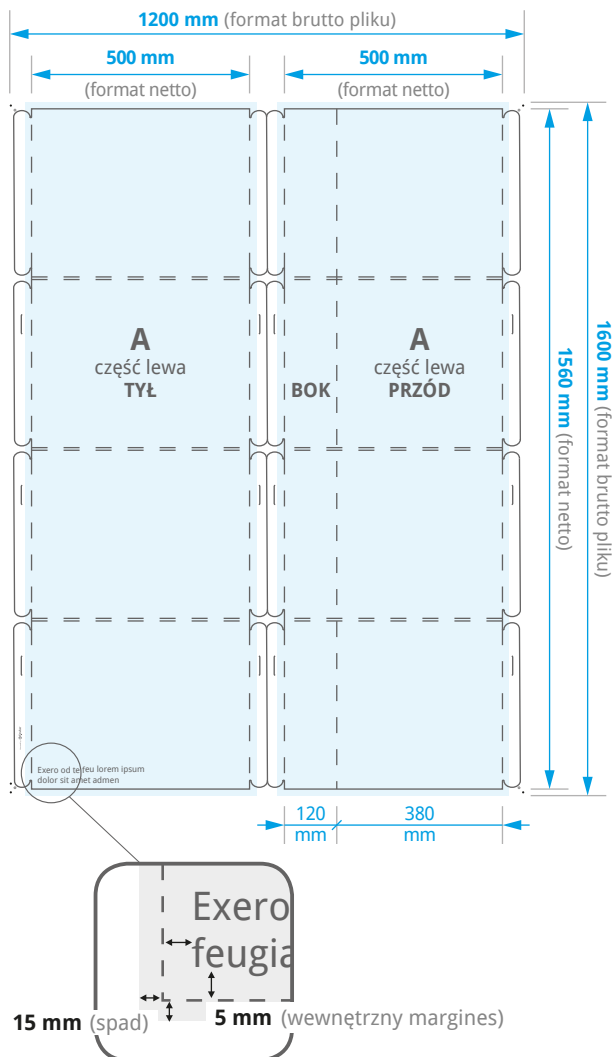 1200 mm (format brutto pliku)
500 mm
(format netto)
500 mm
(format netto)
A
część lewa
TYŁ
BOK
A
część lewa
PRZÓD
1560 mm (format netto)
1600 mm (format brutto pliku)
Exero od te feu lorem ipsum
dolor sit amet admen
120
mm
380
mm
Exero
feugia
15 mm (spad)
5 mm (wewnętrzny margines)